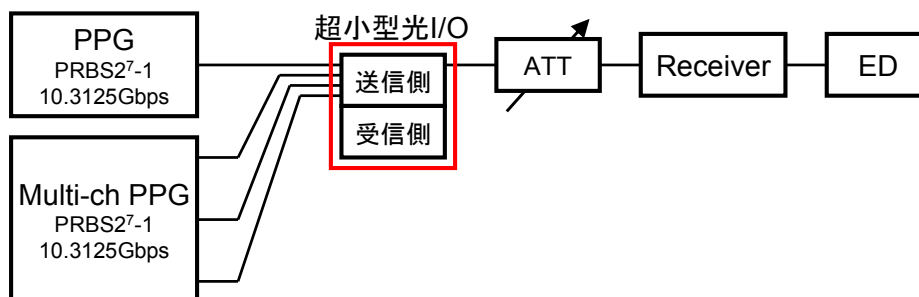 PPG
PRBS2⁷-1
10.3125Gbps
超小型光I/O
送信側
受信側
ATT
Receiver
ED
Multi-ch PPG
PRBS2⁷-1
10.3125Gbps